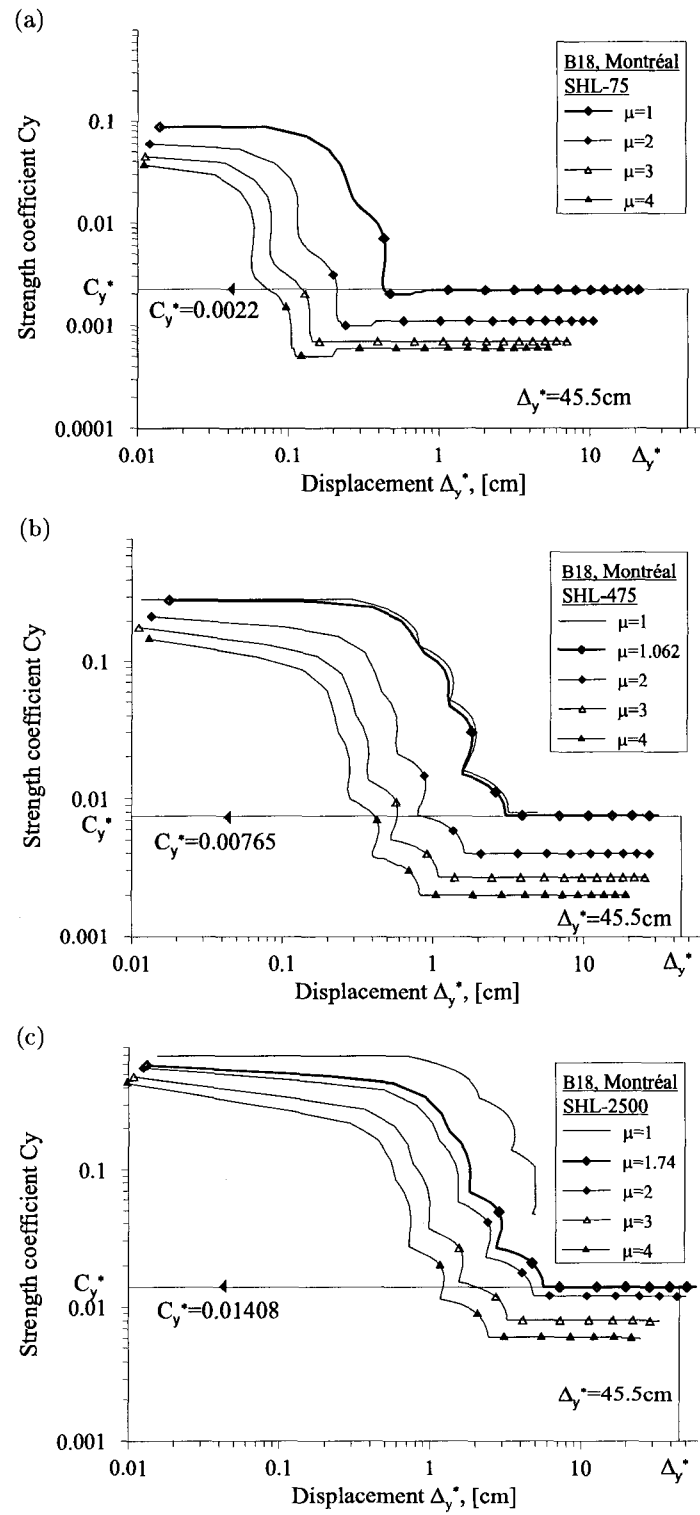 (a)
B18, Montréal
SHL-75
μ=1
μ=2
μ=3
μ=4
Strength coefficient Cy
0.1
0.01
0.001
0.0001
Cy*
Cy*=0.0022
Δy*=45.5cm
0.01
0.1
1
10
Δy*
Displacement Δy*, [cm]
(b)
B18, Montréal
SHL-475
μ=1
μ=1.062
μ=2
μ=3
μ=4
Strength coefficient Cy
0.1
0.01
0.001
Cy*
Cy*=0.00765
Δy*=45.5cm
0.01
0.1
1
10
Δy*
Displacement Δy*, [cm]
(c)
B18, Montréal
SHL-2500
μ=1
μ=1.74
μ=2
μ=3
μ=4
Strength coefficient Cy
0.1
Cy*
0.01
0.001
Cy*=0.01408
Δy*=45.5cm
0.01
0.1
1
10
Δy*
Displacement Δy*, [cm]